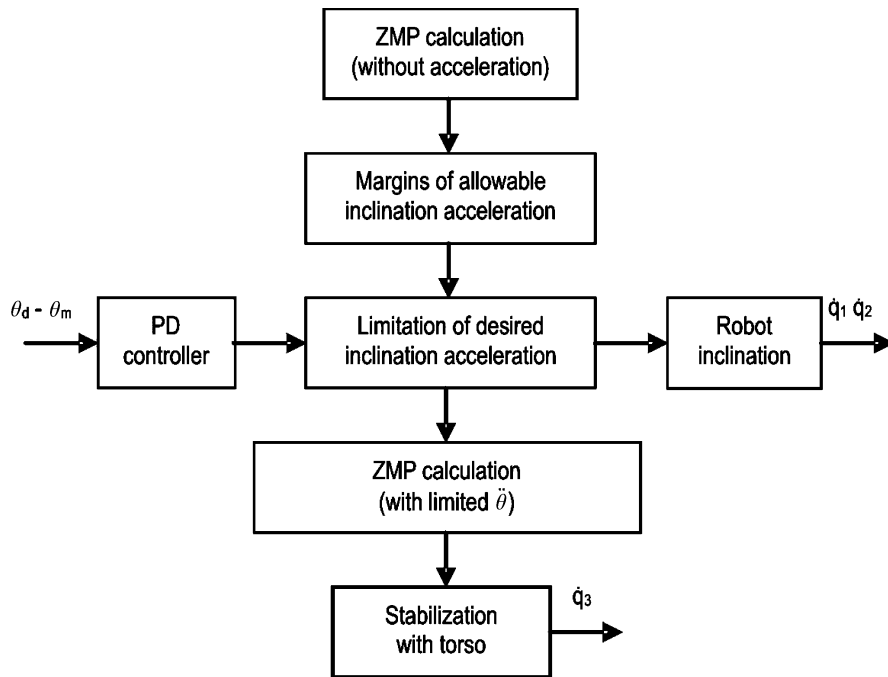 ZMP calculation
(without acceleration)
Margins of allowable
inclination acceleration
θd - θm
PD
controller
Limitation of desired
inclination acceleration
Robot
inclination
q̇1 q̇2
ZMP calculation
(with limited θ̈)
Stabilization
with torso
q̇3